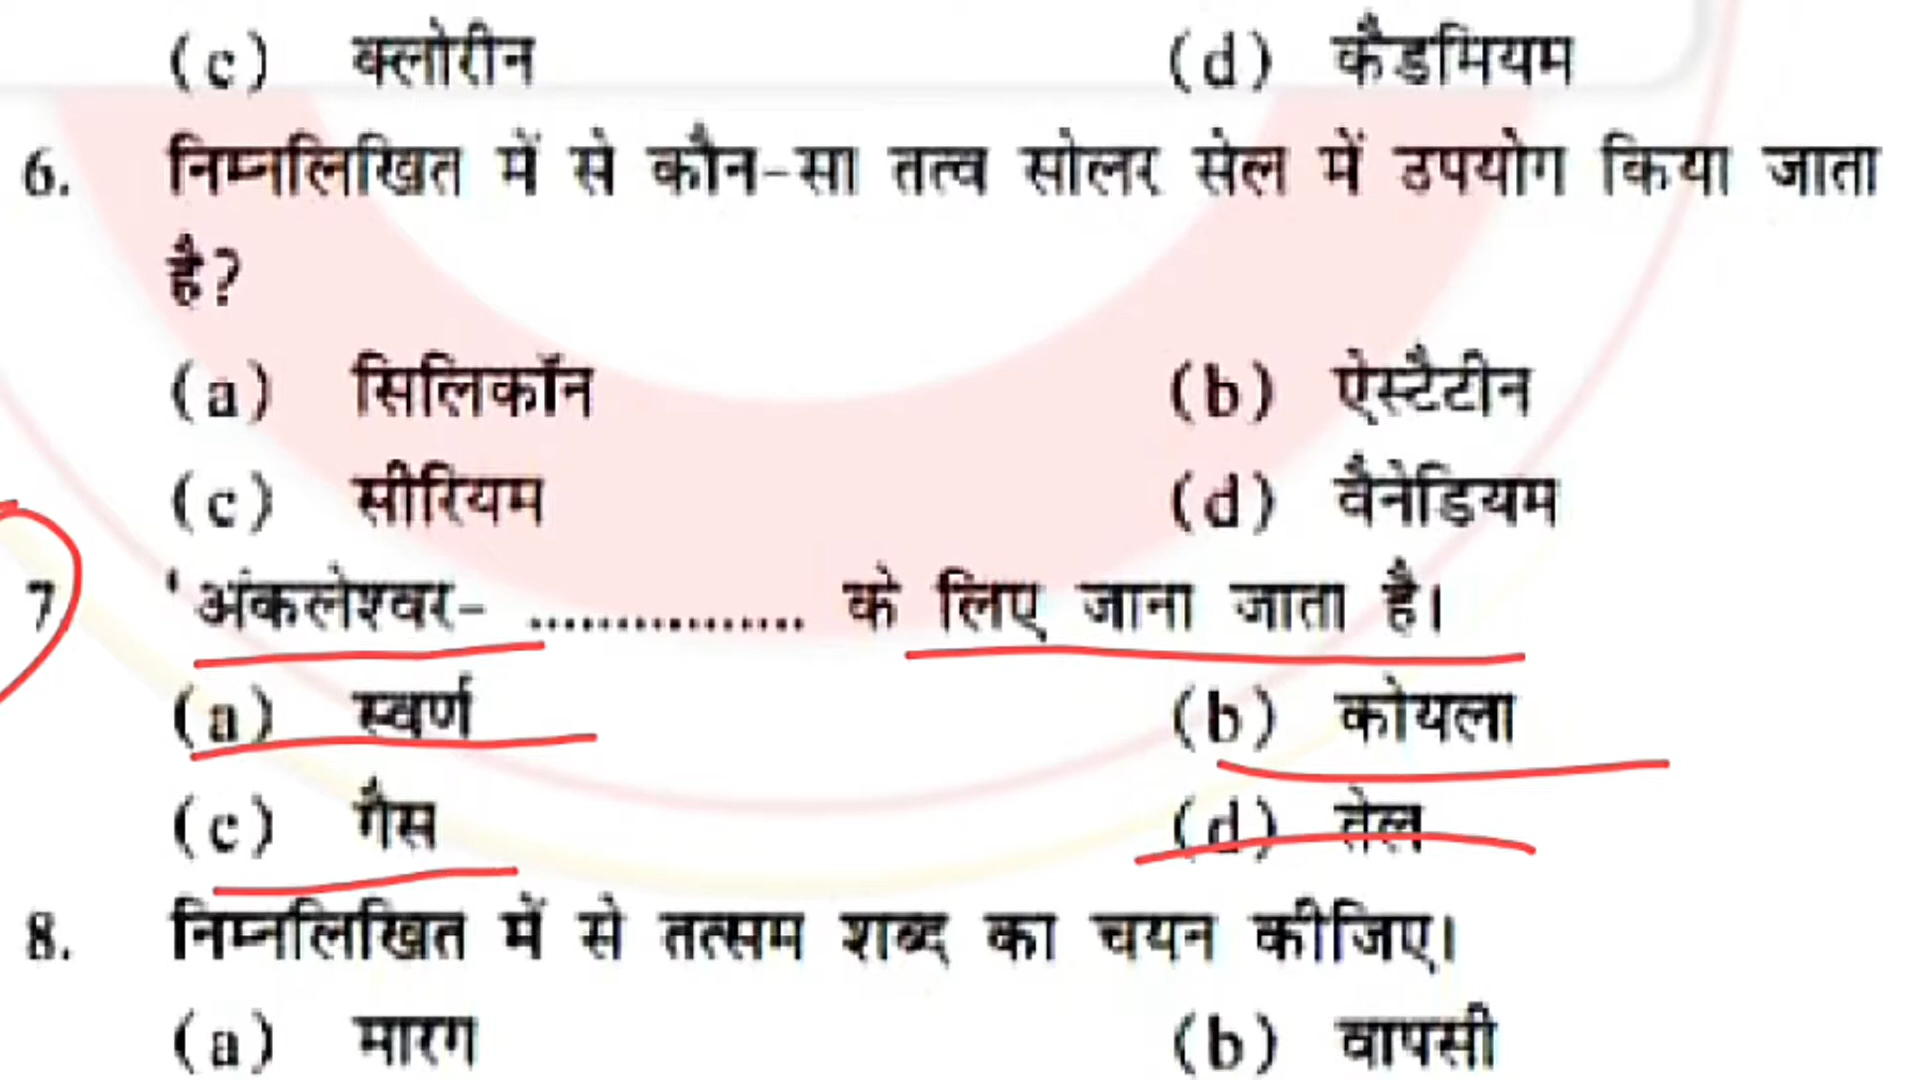 (c) क्लोरीन (d) कैडमियम
6. निम्नलिखित में से कौन-सा तत्व सोलर सेल में उपयोग किया जाता
है?
(a) सिलिकॉन (b) ऐस्टैटीन
(c) सीरियम (d) वैनेडियम
7 'अंकलेश्वर- ................ के लिए जाना जाता है।
(a) स्वर्ण (b) कोयला
(c) गैस (d) तेल
8. निम्नलिखित में से तत्सम शब्द का चयन कीजिए।
(a) मारग (b) वापसी